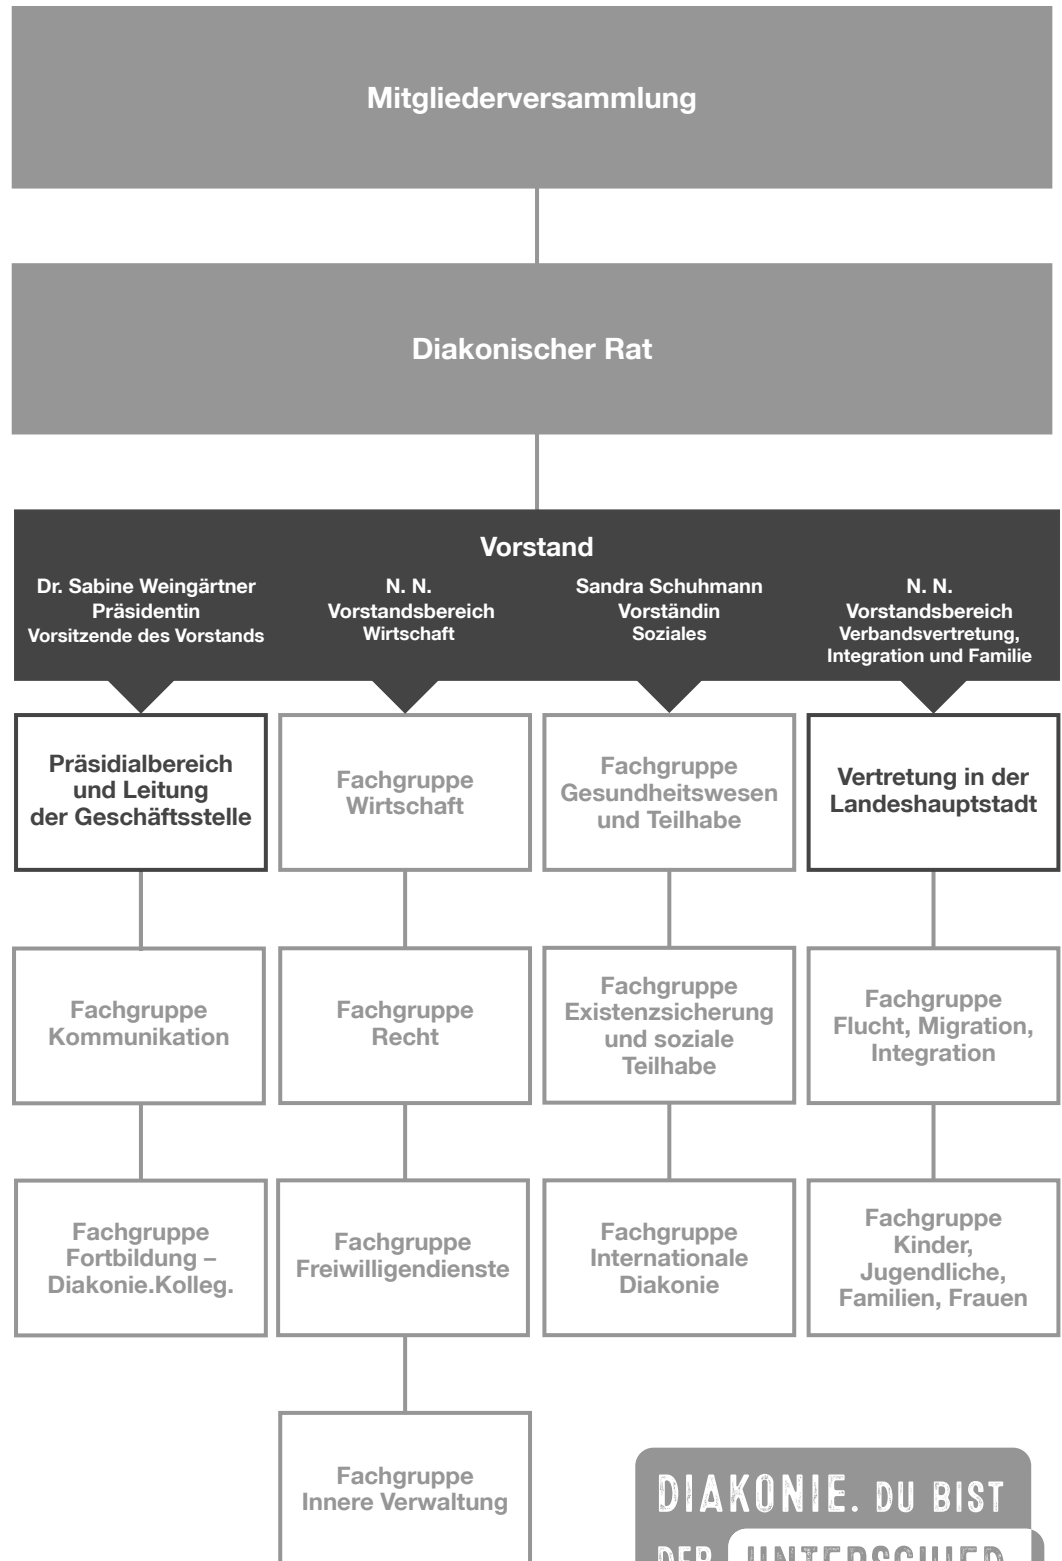 Mitgliederversammlung
Diakonischer Rat
Vorstand
Dr. Sabine Weingärtner
Präsidentin
Vorsitzende des Vorstands
N. N.
Vorstandsbereich
Wirtschaft
Sandra Schuhmann
Vorständin
Soziales
N. N.
Vorstandsbereich
Verbandsvertretung,
Integration und Familie
Präsidialbereich
und Leitung
der Geschäftsstelle
Fachgruppe
Wirtschaft
Fachgruppe
Gesundheitswesen
und Teilhabe
Vertretung in der
Landeshauptstadt
Fachgruppe
Kommunikation
Fachgruppe
Recht
Fachgruppe
Existenzsicherung
und soziale
Teilhabe
Fachgruppe
Flucht, Migration,
Integration
Fachgruppe
Fortbildung –
Diakonie.Kolleg.
Fachgruppe
Freiwilligendienste
Fachgruppe
Internationale
Diakonie
Fachgruppe
Kinder,
Jugendliche,
Familien, Frauen
Fachgruppe
Innere Verwaltung
DIAKONIE. DU BIST
DER UNTERSCHIED